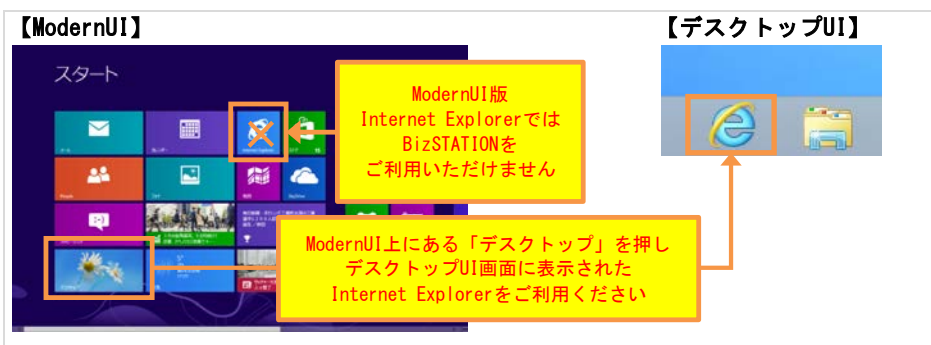 【ModernUI】
【デスクトップUI】
スタート
ModernUI版
Internet Explorerでは
BizSTATIONを
ご利用いただけません
ModernUI上にある「デスクトップ」を押し
デスクトップUI画面に表示された
Internet Explorerをご利用ください